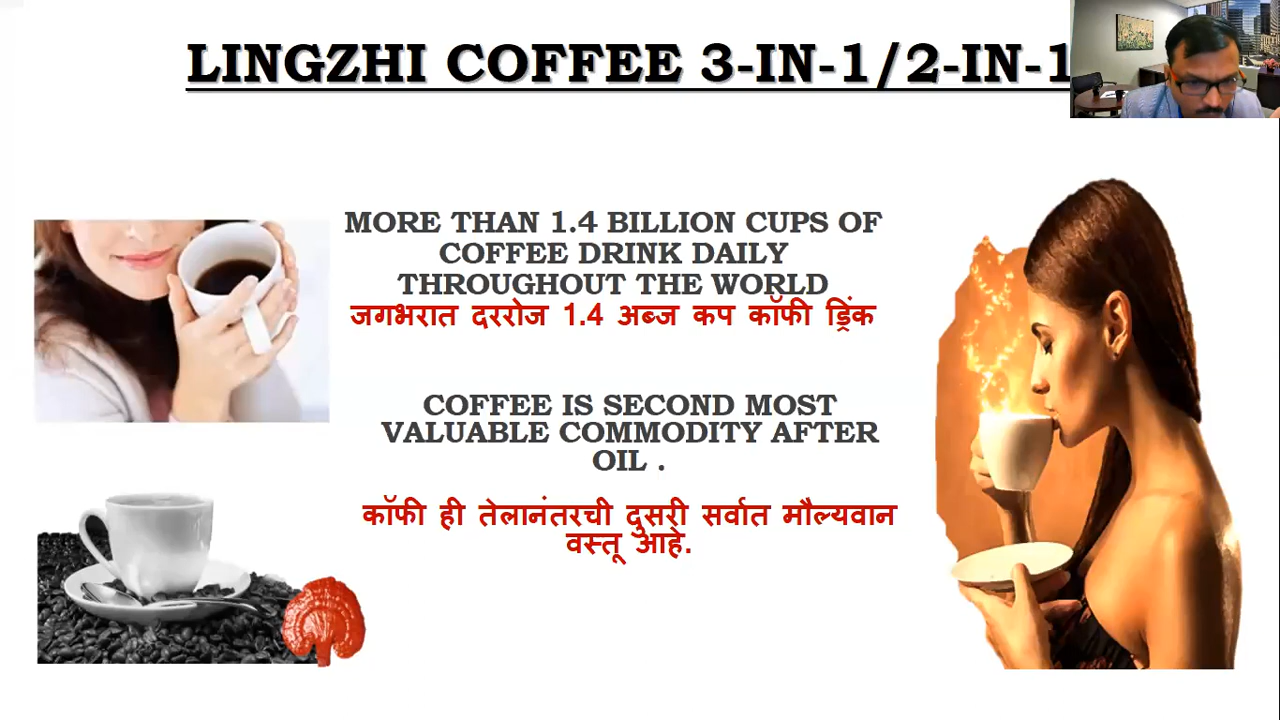 LINGZHI COFFEE 3-IN-1/2-IN-1
MORE THAN 1.4 BILLION CUPS OF
COFFEE DRINK DAILY
THROUGHOUT THE WORLD
जगभरात दररोज 1.4 अब्ज कप कॉफी ड्रिंक
COFFEE IS SECOND MOST
VALUABLE COMMODITY AFTER
OIL .
कॉफी ही तेलानंतरची दुसरी सर्वात मौल्यवान
वस्तू आहे.